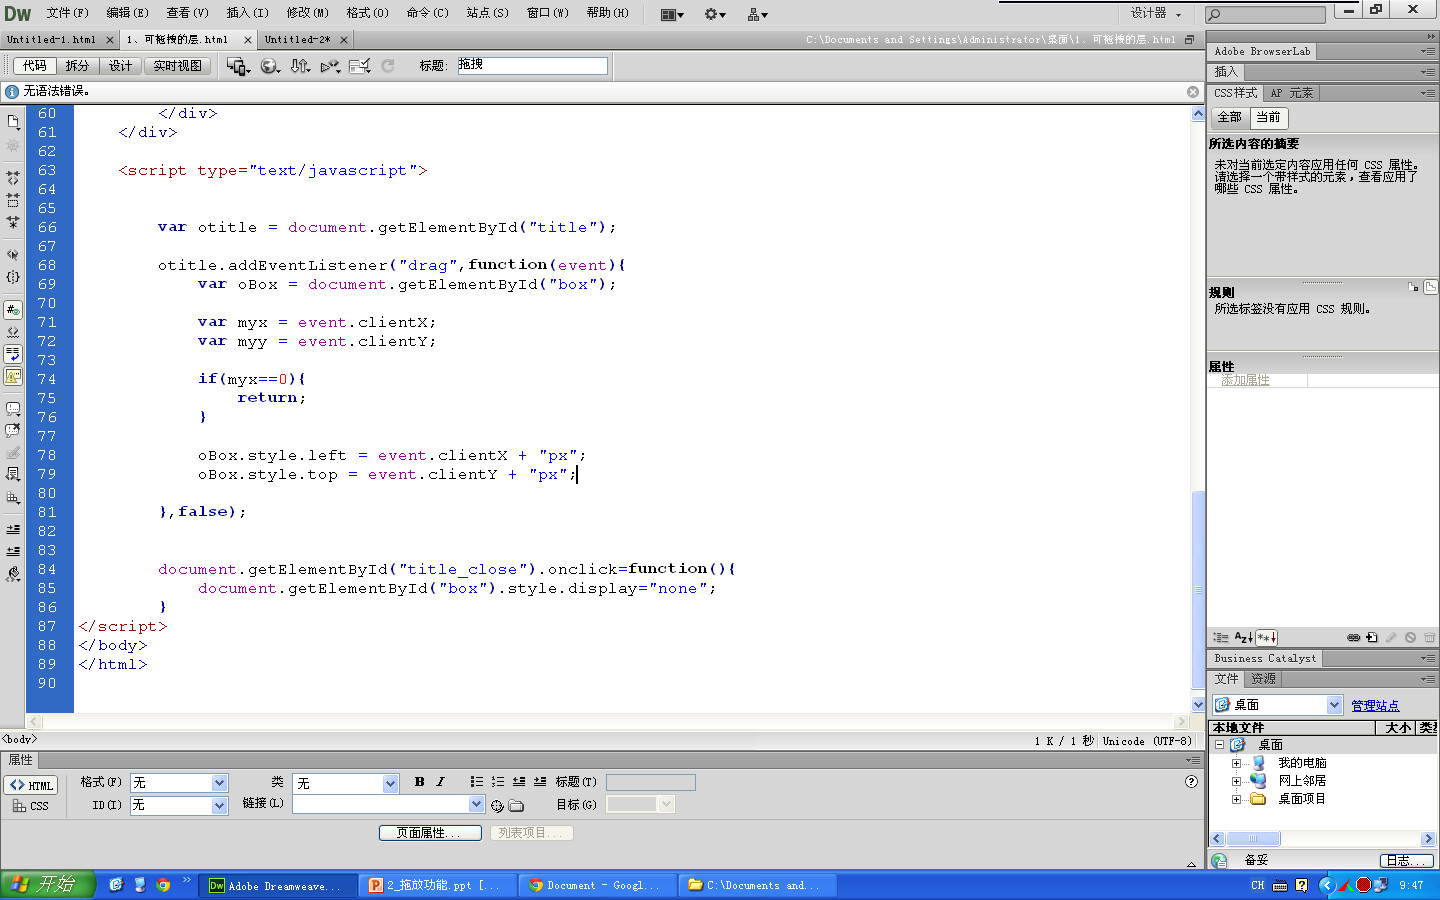 Dw 文件(F) 编辑(E) 查看(V) 插入(I) 修改(M) 格式(O) 命令(C) 站点(S) 窗口(W) 帮助(H) 设计器
Untitled-1.html 1、可拖拽的层.html Untitled-2* C:\Documents and Settings\Administrator\桌面\1、可拖拽的层.html
代码 拆分 设计 实时视图 标题: 拖拽
无语法错误。
60 </div>
61 </div>
62
63 <script type="text/javascript">
64
65
66 var otitle = document.getElementById("title");
67
68 otitle.addEventListener("drag",function(event){
69 var oBox = document.getElementById("box");
70
71 var myx = event.clientX;
72 var myy = event.clientY;
73
74 if(myx==0){
75 return;
76 }
77
78 oBox.style.left = event.clientX + "px";
79 oBox.style.top = event.clientY + "px";
80
81 },false);
82
83
84 document.getElementById("title_close").onclick=function(){
85 document.getElementById("box").style.display="none";
86 }
87 </script>
88 </body>
89 </html>
90
<body> 1 K / 1 秒 Unicode (UTF-8)
属性
HTML 格式(F) 无 类 无 B I 标题(T)
CSS ID(I) 无 链接(L) 目标(G)
页面属性... 列表项目...
Adobe BrowserLab
插入
CSS样式 AP 元素
全部 当前
所选内容的摘要
未对当前选定内容应用任何 CSS 属性。
请选择一个带样式的元素，查看应用了
哪些 CSS 属性。
规则
所选标签没有应用 CSS 规则。
属性
添加属性
Business Catalyst
文件 资源
桌面 管理站点
本地文件 大小 类
桌面
我的电脑
网上邻居
桌面项目
备妥 日志...
开始 Adobe Dreamweave... 2_拖放功能.ppt [... Document - Googl... C:\Documents and... CH 9:47